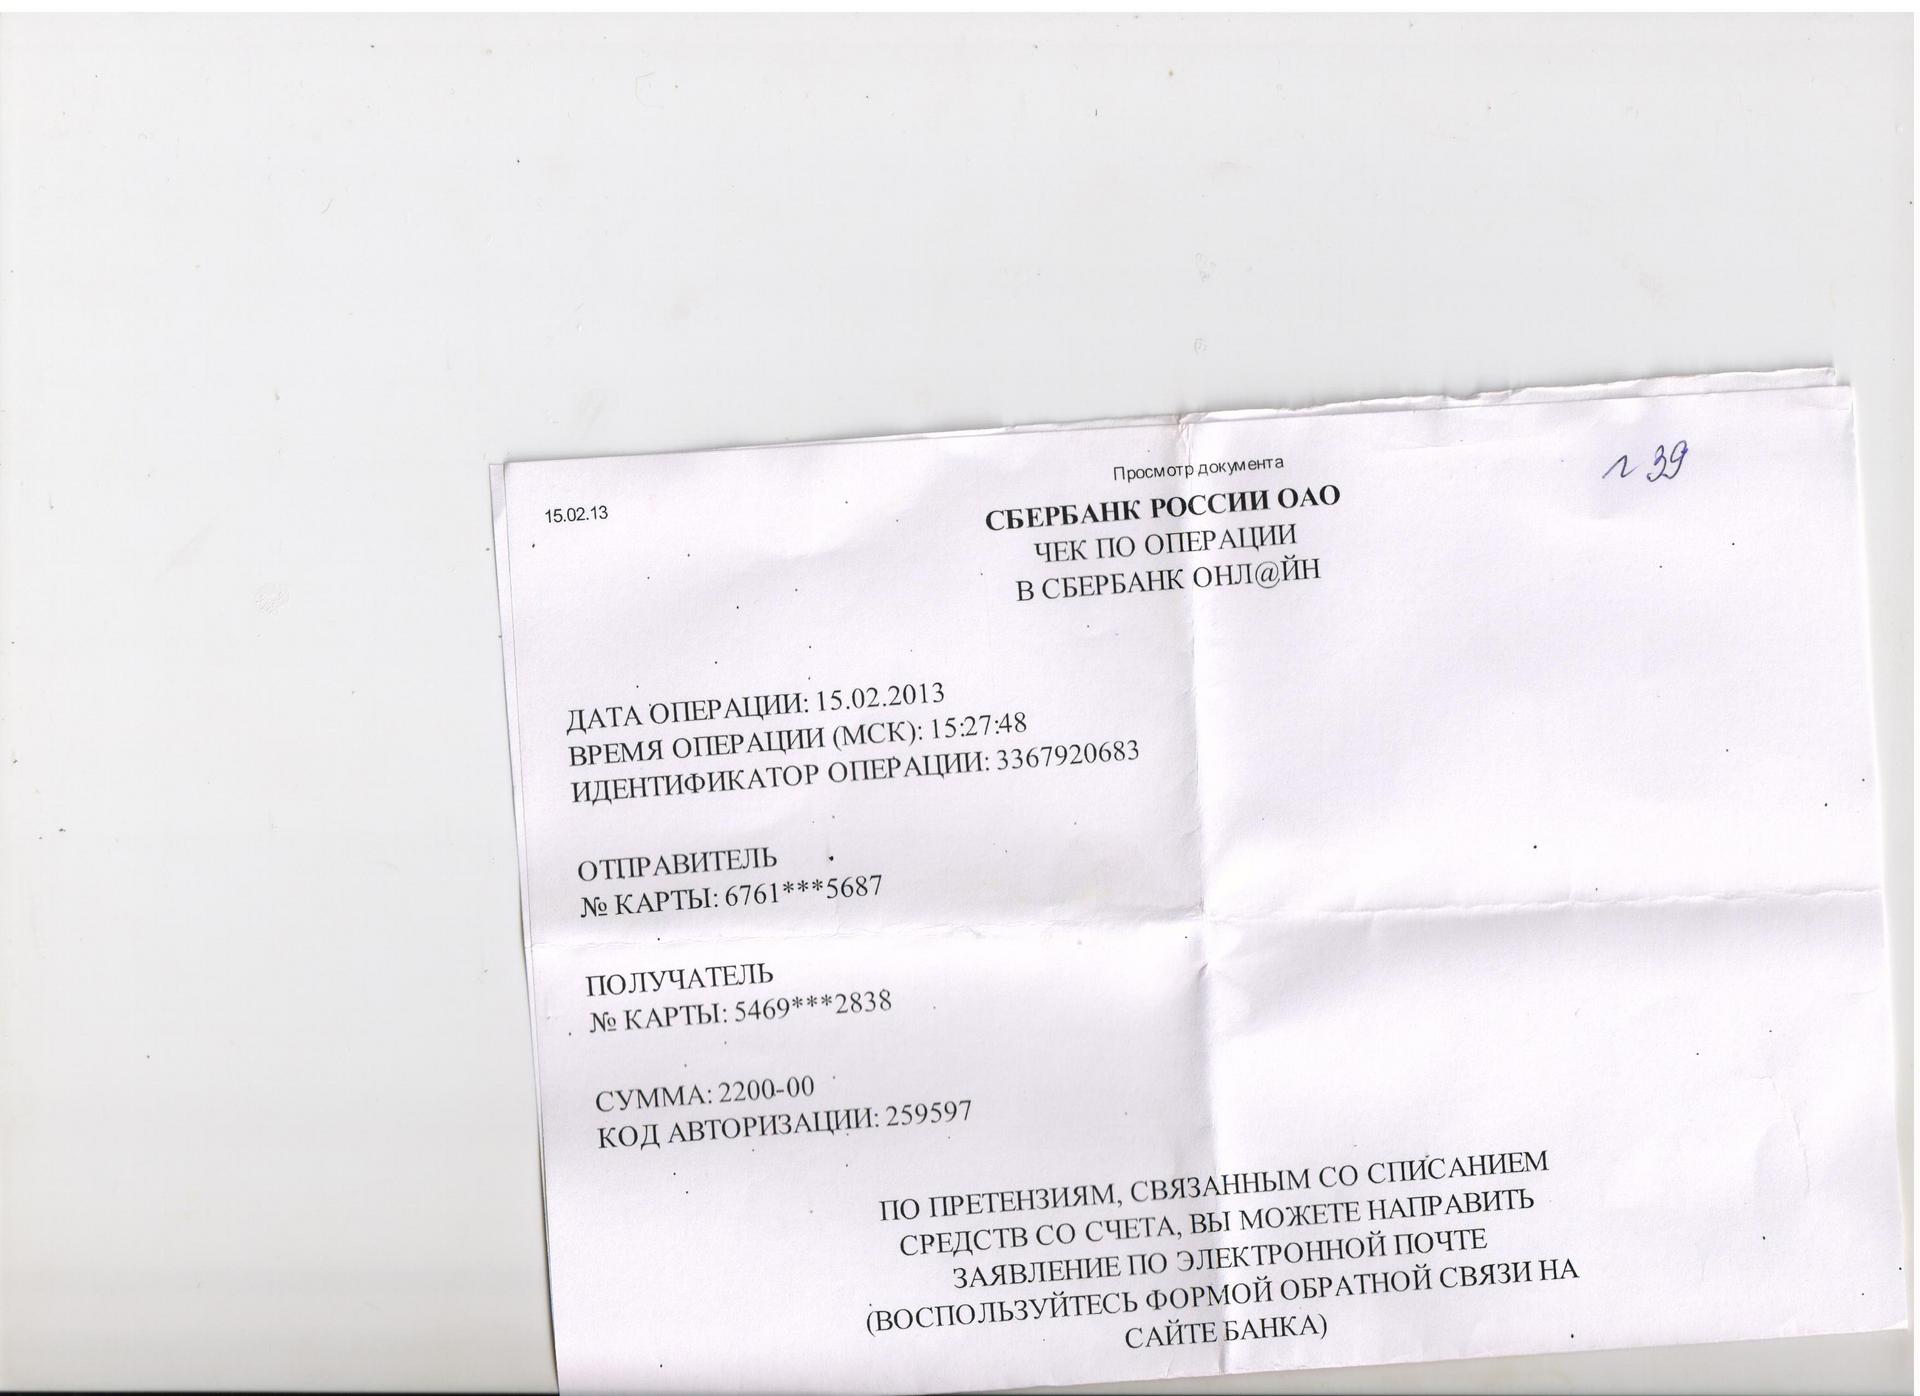 Просмотр документа
39
15.02.13
СБЕРБАНК РОССИИ ОАО
ЧЕК ПО ОПЕРАЦИИ
В СБЕРБАНК ОНЛ@ЙН
ДАТА ОПЕРАЦИИ: 15.02.2013
ВРЕМЯ ОПЕРАЦИИ (МСК): 15:27:48
ИДЕНТИФИКАТОР ОПЕРАЦИИ: 3367920683
ОТПРАВИТЕЛЬ
№ КАРТЫ: 6761***5687
ПОЛУЧАТЕЛЬ
№ КАРТЫ: 5469***2838
СУММА: 2200-00
КОД АВТОРИЗАЦИИ: 259597
ПО ПРЕТЕНЗИЯМ, СВЯЗАННЫМ СО СПИСАНИЕМ
СРЕДСТВ СО СЧЕТА, ВЫ МОЖЕТЕ НАПРАВИТЬ
ЗАЯВЛЕНИЕ ПО ЭЛЕКТРОННОЙ ПОЧТЕ
(ВОСПОЛЬЗУЙТЕСЬ ФОРМОЙ ОБРАТНОЙ СВЯЗИ НА
САЙТЕ БАНКА)